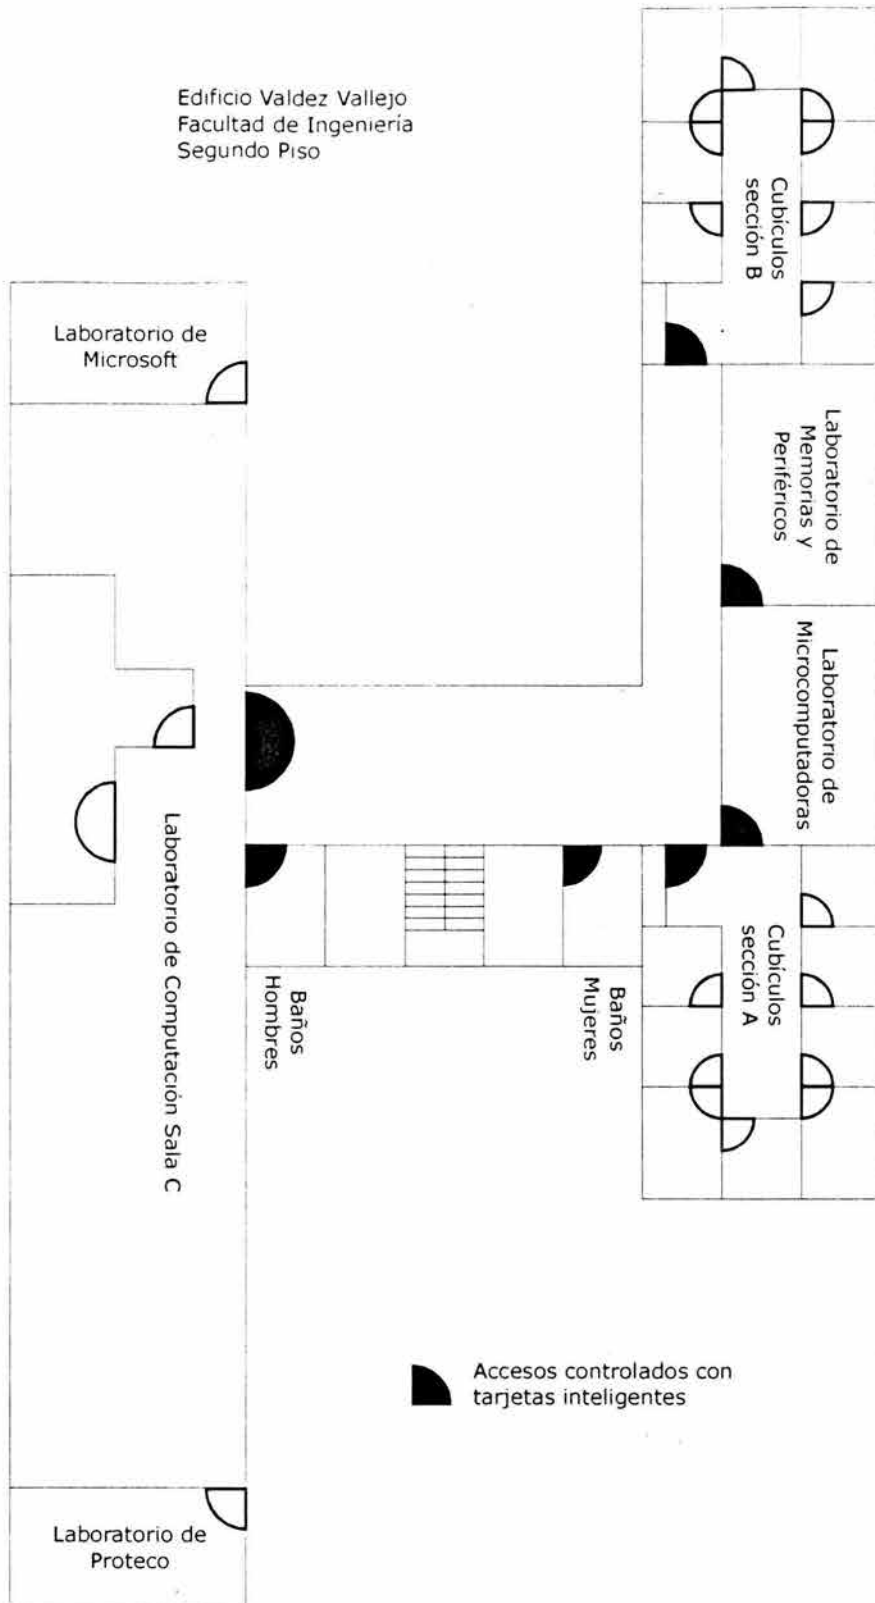 Edificio Valdez Vallejo
Facultad de Ingeniería
Segundo Piso
Cubículos
sección B
Laboratorio de
Microsoft
Laboratorio de
Memorias y
Periféricos
Laboratorio de
Microcomputadoras
Laboratorio de Computación Sala C
Cubículos
sección A
Baños
Hombres
Baños
Mujeres
Accesos controlados con
tarjetas inteligentes
Laboratorio de
Proteco